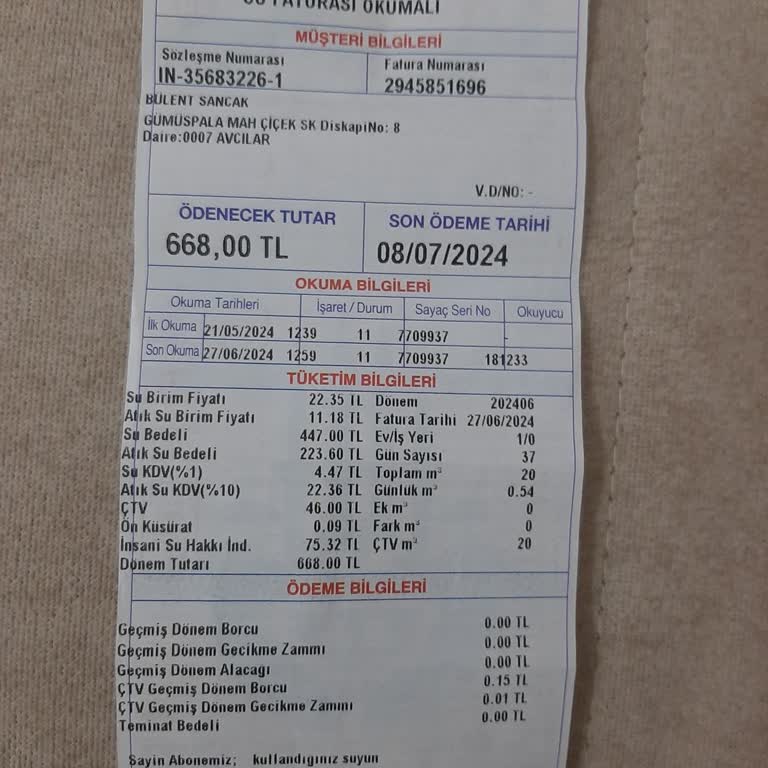 SU FATURASI OKUMALI
MÜŞTERİ BİLGİLERİ
Sözleşme Numarası Fatura Numarası
IN-35683226-1 2945851696
BÜLENT SANCAK
GÜMÜŞPALA MAH ÇİÇEK SK DiskapiNo: 8
Daire:0007 AVCILAR
V.D/NO: -
ÖDENECEK TUTAR SON ÖDEME TARİHİ
668,00 TL 08/07/2024
OKUMA BİLGİLERİ
Okuma Tarihleri İşaret / Durum Sayaç Seri No Okuyucu
İlk Okuma 21/05/2024 1239 11 7709937 -
Son Okuma 27/06/2024 1259 11 7709937 181233
TÜKETİM BİLGİLERİ
Su Birim Fiyatı 22.35 TL Dönem 202406
Atık Su Birim Fiyatı 11.18 TL Fatura Tarihi 27/06/2024
Su Bedeli 447.00 TL Ev/İş Yeri 1/0
Atık Su Bedeli 223.60 TL Gün Sayısı 37
Su KDV(%1) 4.47 TL Toplam m³ 20
Atık Su KDV(%10) 22.36 TL Günlük m³ 0.54
ÇTV 46.00 TL Ek m³ 0
Ön Küsürat 0.09 TL Fark m³ 0
İnsani Su Hakkı İnd. 75.32 TL ÇTV m³ 20
Dönem Tutarı 668.00 TL
ÖDEME BİLGİLERİ
Geçmiş Dönem Borcu 0.00 TL
Geçmiş Dönem Gecikme Zammı 0.00 TL
Geçmiş Dönem Alacağı 0.00 TL
ÇTV Geçmiş Dönem Borcu 0.15 TL
ÇTV Geçmiş Dönem Gecikme Zammı 0.01 TL
Teminat Bedeli 0.00 TL
Sayin Abonemiz; kullandıgınız suyun